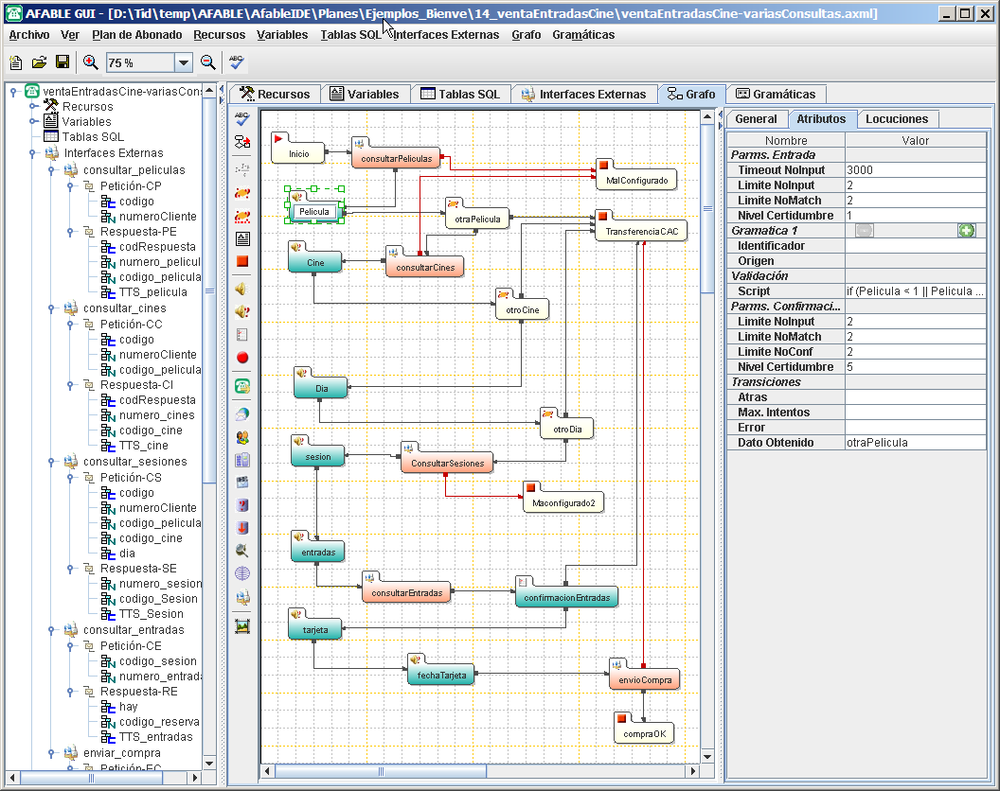 AFABLE GUI - [D:\Tid\temp\AFABLE\AfableIDE\Planes\Ejemplos_Bienve\14_ventaEntradasCine\ventaEntradasCine-variasConsultas.axml]
Archivo Ver Plan de Abonado Recursos Variables Tablas SQL Interfaces Externas Grafo Gramáticas
75 % ABC
ventaEntradasCine-variasCons
Recursos
Variables
Tablas SQL
Interfaces Externas
consultar_peliculas
Petición-CP
codigo
numeroCliente
Respuesta-PE
codRespuesta
numero_pelicul
codigo_pelicula
TTS_pelicula
consultar_cines
Petición-CC
codigo
numeroCliente
codigo_pelicula
Respuesta-CI
codRespuesta
numero_cines
codigo_cine
TTS_cine
consultar_sesiones
Petición-CS
codigo
numeroCliente
codigo_pelicula
codigo_cine
dia
Respuesta-SE
numero_sesion
codigo_Sesion
TTS_Sesion
consultar_entradas
Petición-CE
codigo_sesion
numero_entrada
Respuesta-RE
hay
codigo_reserva
TTS_entradas
enviar_compra
Petición-EC
Recursos Variables Tablas SQL Interfaces Externas Grafo Gramáticas
ABC
Inicio
consultarPeliculas
MalConfigurado
Pelicula
otraPelicula
TransferenciaCAC
Cine
consultarCines
otroCine
Dia
otroDia
sesion
ConsultarSesiones
Maconfigurado2
entradas
consultarEntradas
confirmacionEntradas
tarjeta
fechaTarjeta
envioCompra
compraOK
General Atributos Locuciones
Nombre Valor
Parms. Entrada
Timeout NoInput 3000
Limite NoInput 2
Limite NoMatch 2
Nivel Certidumbre 1
Gramatica 1
Identificador
Origen
Validación
Script if (Pelicula < 1 || Pelicula ...
Parms. Confirmaci...
Limite NoInput 2
Limite NoMatch 2
Limite NoConf 2
Nivel Certidumbre 5
Transiciones
Atras
Max. Intentos
Error
Dato Obtenido otraPelicula